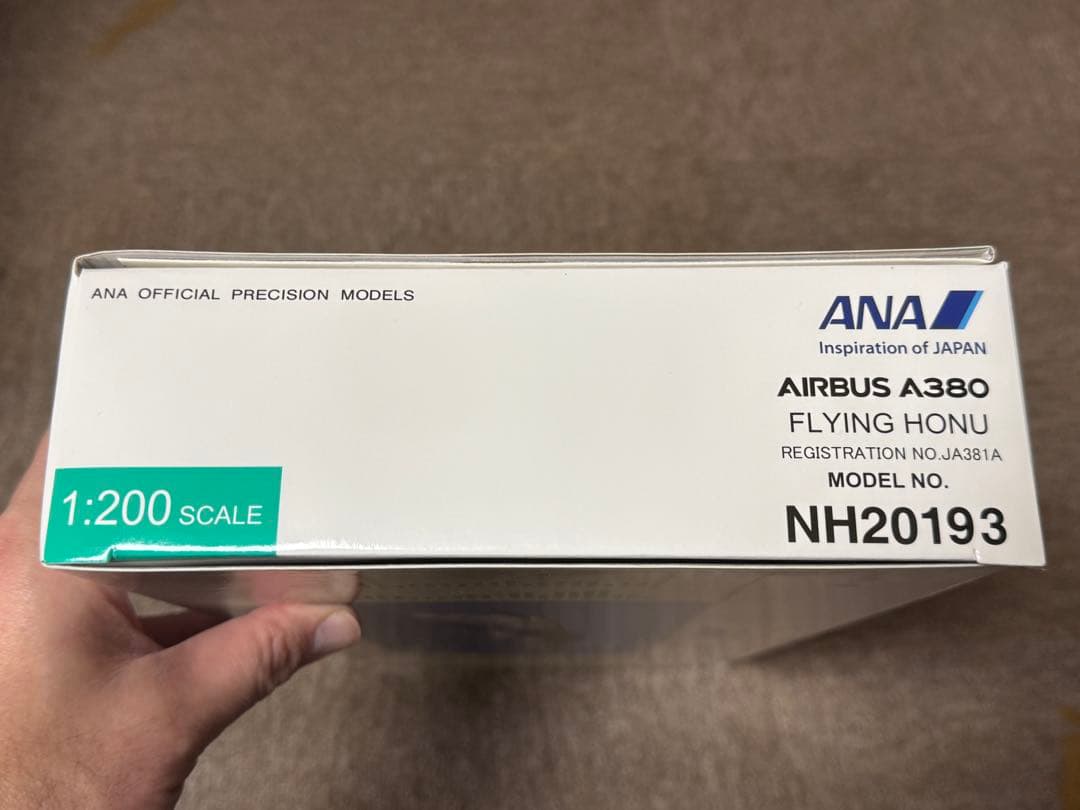 ANA OFFICIAL PRECISION MODELS
ANA
Inspiration of JAPAN
AIRBUS A380
FLYING HONU
REGISTRATION NO.JA381A
MODEL NO.
NH20193
1:200 SCALE